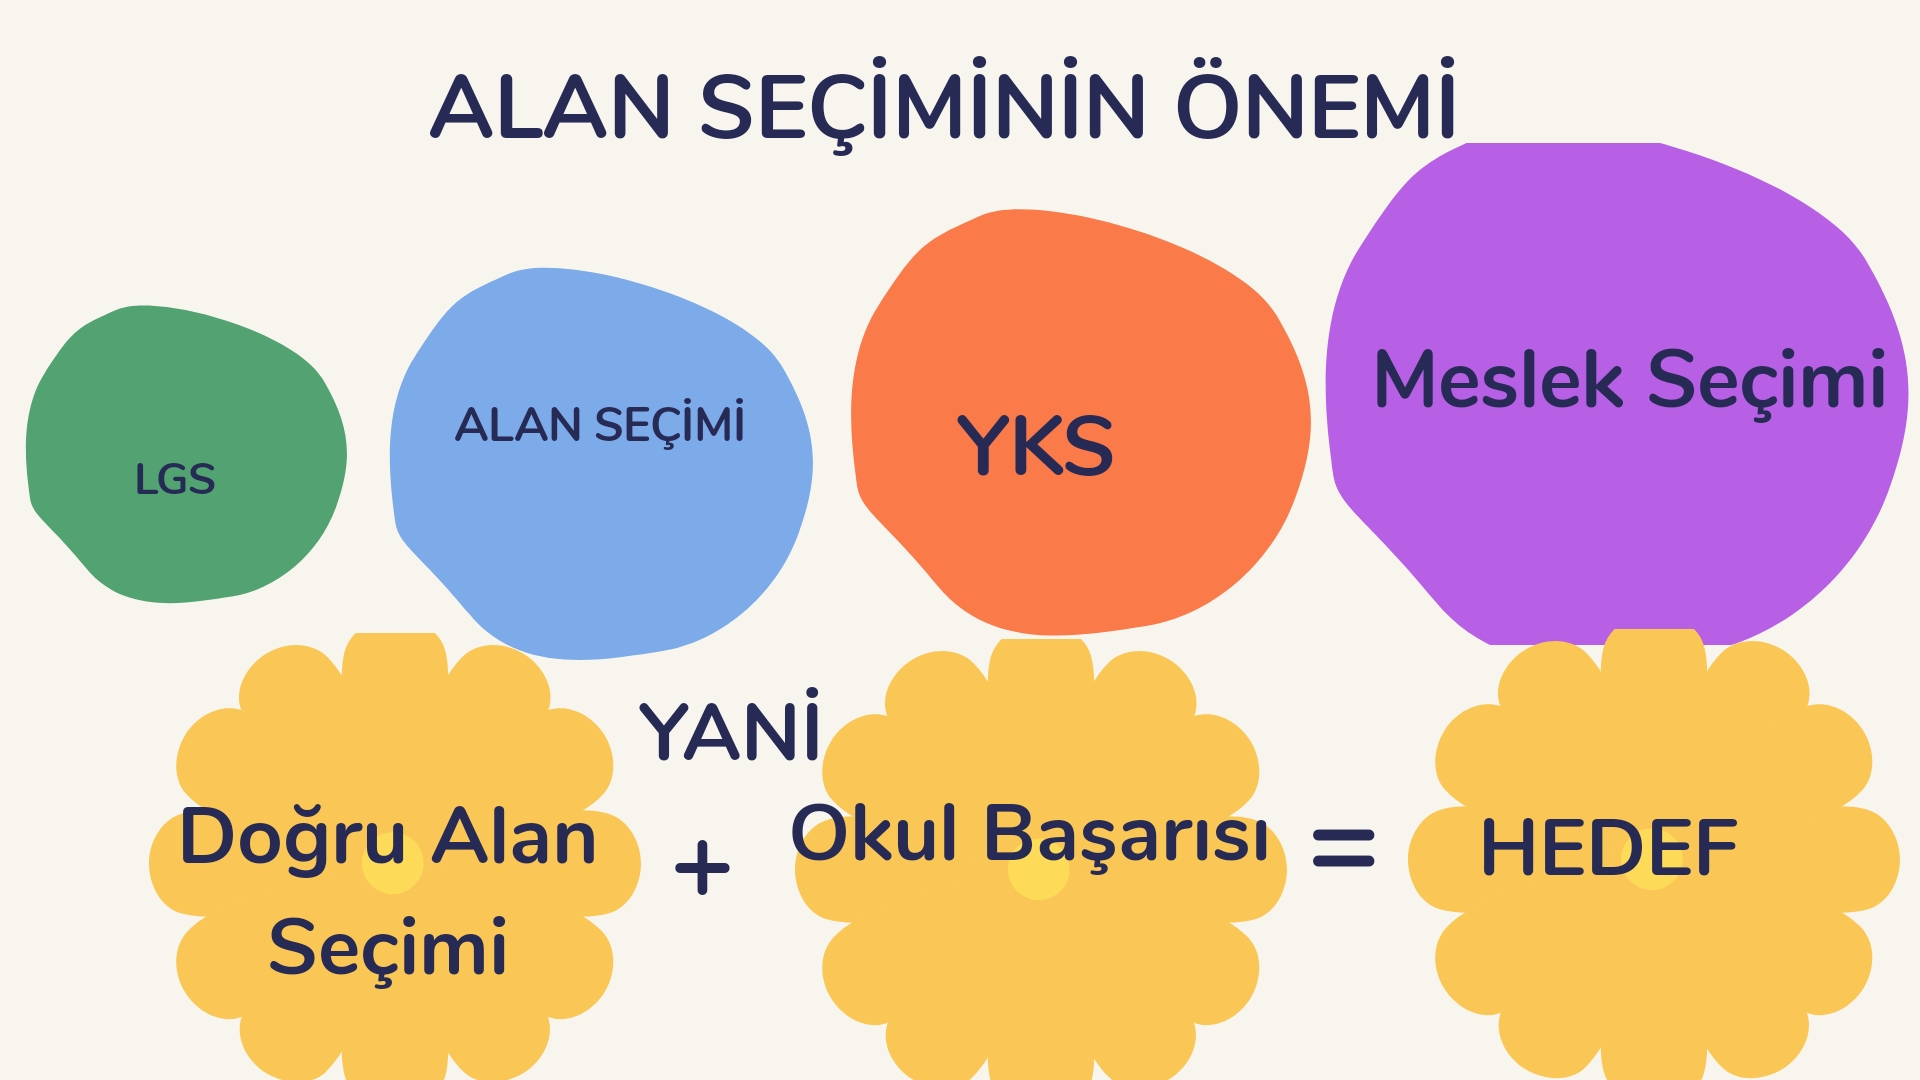 ALAN SEÇİMİNİN ÖNEMİ
LGS
ALAN SEÇİMİ
YKS
Meslek Seçimi
YANİ
Doğru Alan
Seçimi
+
Okul Başarısı
=
HEDEF